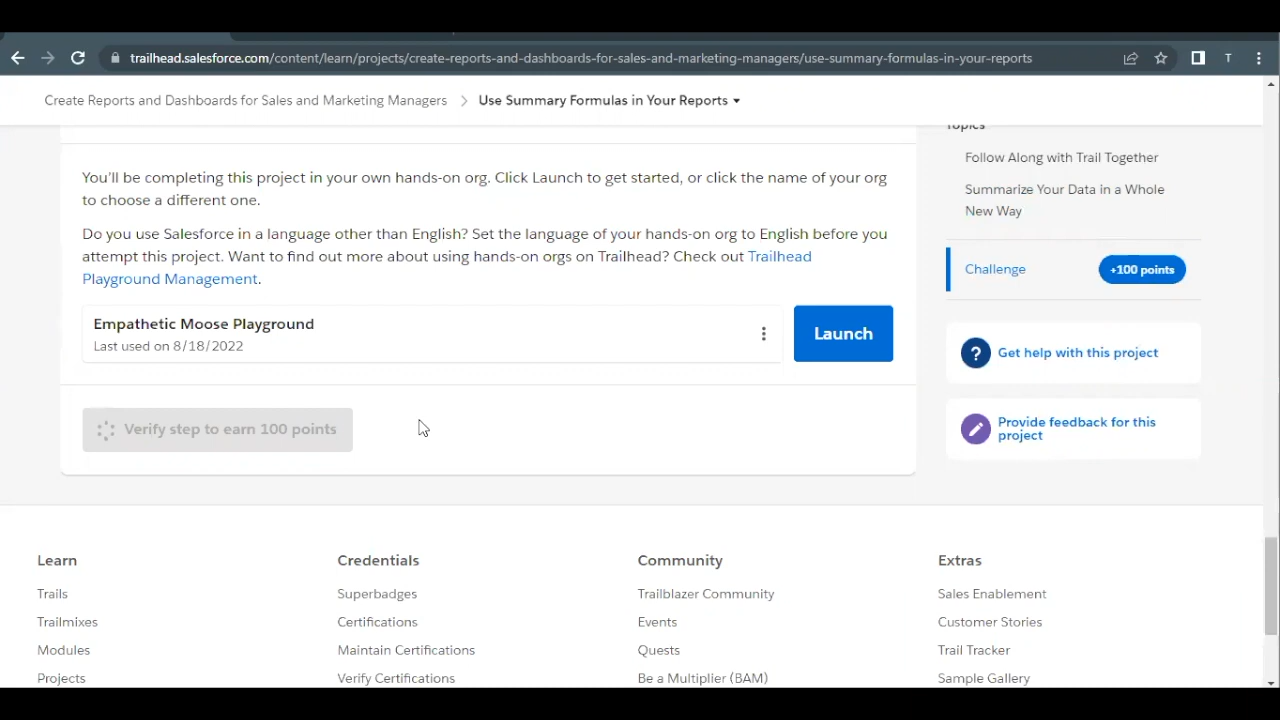 trailhead.salesforce.com/content/learn/projects/create-reports-and-dashboards-for-sales-and-marketing-managers/use-summary-formulas-in-your-reports
T
Create Reports and Dashboards for Sales and Marketing Managers
Use Summary Formulas in Your Reports
You'll be completing this project in your own hands-on org. Click Launch to get started, or click the name of your org
to choose a different one.
Do you use Salesforce in a language other than English? Set the language of your hands-on org to English before you
attempt this project. Want to find out more about using hands-on orgs on Trailhead? Check out Trailhead
Playground Management.
Empathetic Moose Playground
Last used on 8/18/2022
Launch
Verify step to earn 100 points
Topics
Follow Along with Trail Together
Summarize Your Data in a Whole
New Way
Challenge
+100 points
? Get help with this project
Provide feedback for this
project
Learn
Trails
Trailmixes
Modules
Projects
Credentials
Superbadges
Certifications
Maintain Certifications
Verify Certifications
Community
Trailblazer Community
Events
Quests
Be a Multiplier (BAM)
Extras
Sales Enablement
Customer Stories
Trail Tracker
Sample Gallery